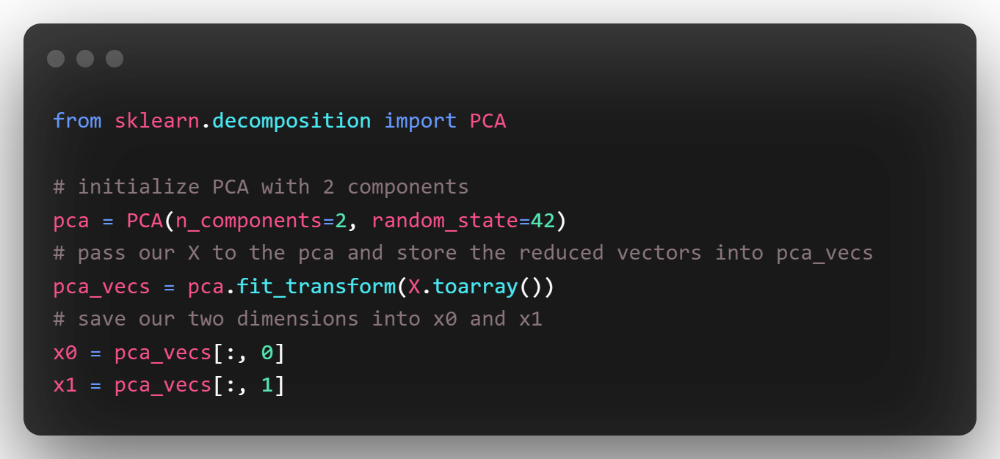 from sklearn.decomposition import PCA
# initialize PCA with 2 components
pca = PCA(n_components=2, random_state=42)
# pass our X to the pca and store the reduced vectors into pca_vecs
pca_vecs = pca.fit_transform(X.toarray())
# save our two dimensions into x0 and x1
x0 = pca_vecs[:, 0]
x1 = pca_vecs[:, 1]